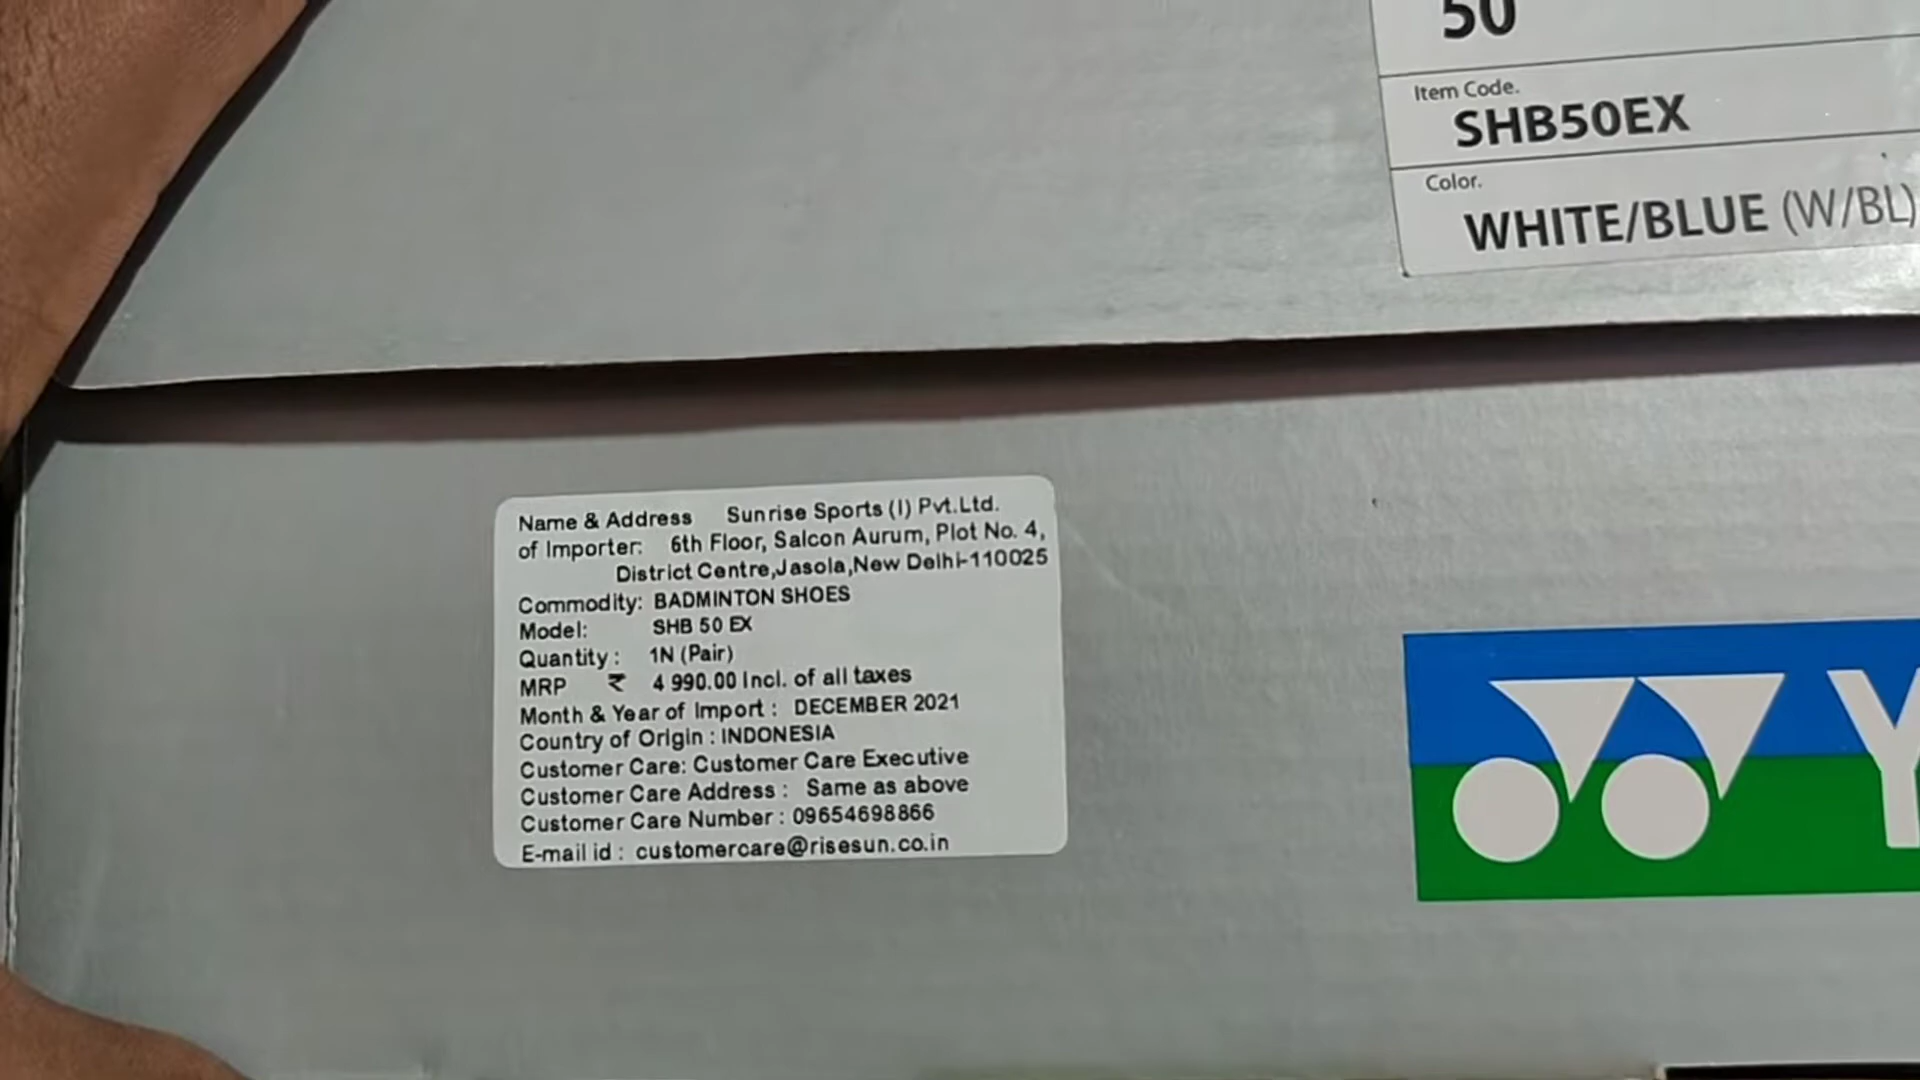 50
Item Code.
SHB50EX
Color.
WHITE/BLUE (W/BL)
Name & Address Sunrise Sports (I) Pvt.Ltd.
of Importer: 6th Floor, Salcon Aurum, Plot No. 4,
District Centre,Jasola,New Delhi-110025
Commodity: BADMINTON SHOES
Model: SHB 50 EX
Quantity : 1N (Pair)
MRP ₹ 4 990.00 Incl. of all taxes
Month & Year of Import : DECEMBER 2021
Country of Origin : INDONESIA
Customer Care: Customer Care Executive
Customer Care Address : Same as above
Customer Care Number : 09654698866
E-mail id : customercare@risesun.co.in
Y